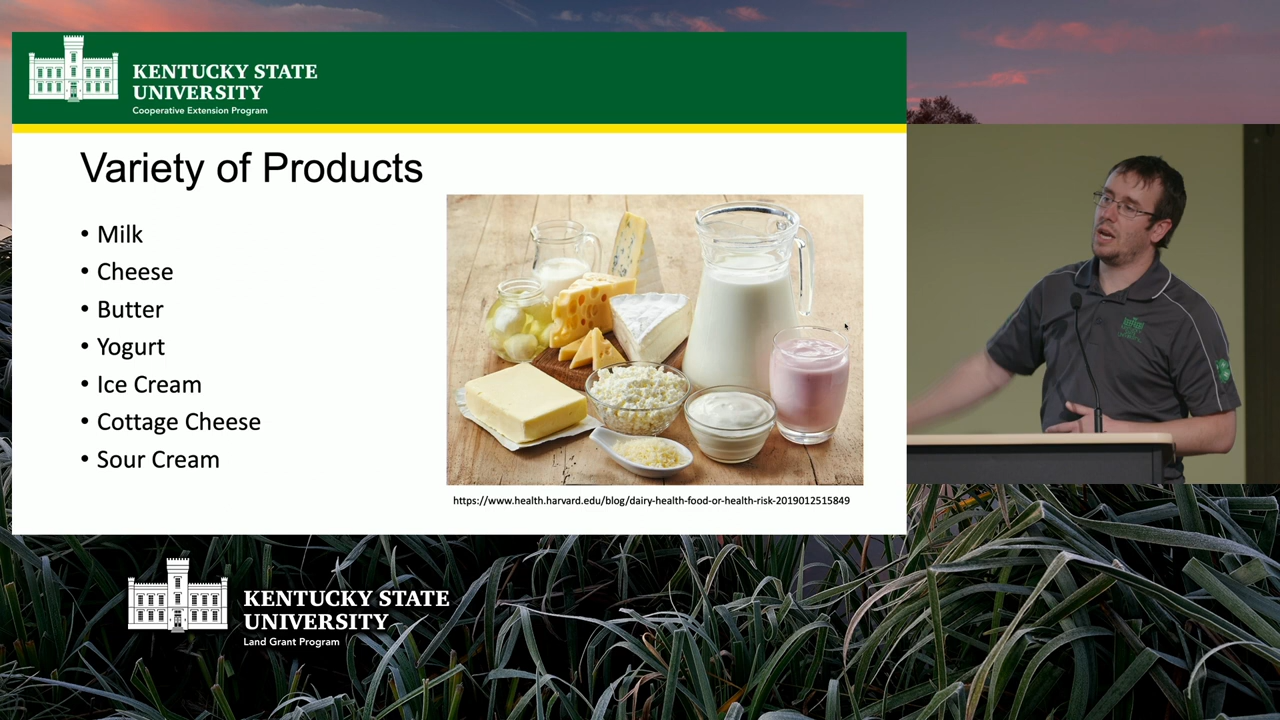 KENTUCKY STATE
UNIVERSITY
Cooperative Extension Program
Variety of Products
• Milk
• Cheese
• Butter
• Yogurt
• Ice Cream
• Cottage Cheese
• Sour Cream
https://www.health.harvard.edu/blog/dairy-health-food-or-health-risk-2019012515849
KENTUCKY STATE
UNIVERSITY
Land Grant Program